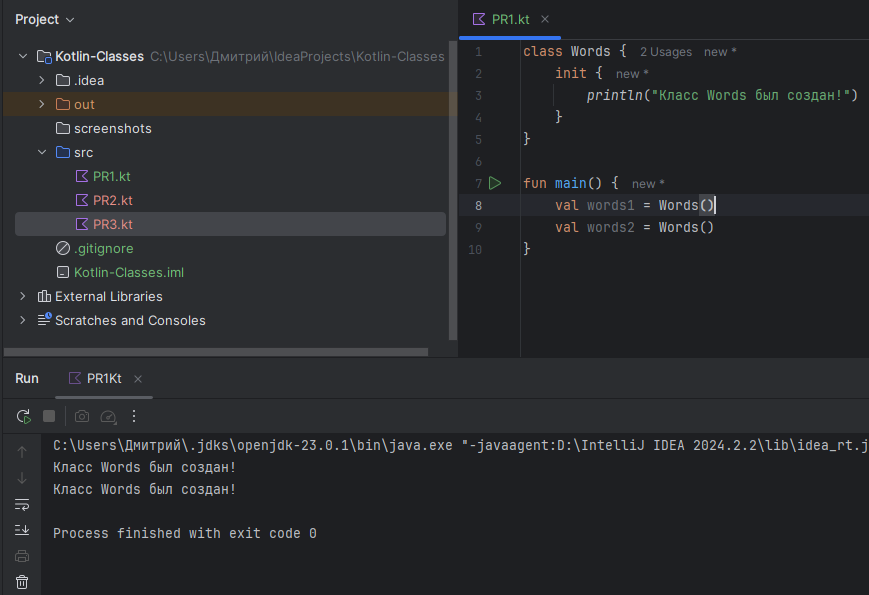 Project
Kotlin-Classes C:\Users\Дмитрий\IdeaProjects\Kotlin-Classes
.idea
out
screenshots
src
PR1.kt
PR2.kt
PR3.kt
.gitignore
Kotlin-Classes.iml
External Libraries
Scratches and Consoles
PR1.kt
1 class Words { 2 Usages new *
2 init { new *
3 println("Класс Words был создан!")
4 }
5 }
6
7 fun main() { new *
8 val words1 = Words()
9 val words2 = Words()
10 }
Run PR1Kt
C:\Users\Дмитрий\.jdks\openjdk-23.0.1\bin\java.exe "-javaagent:D:\IntelliJ IDEA 2024.2.2\lib\idea_rt.j
Класс Words был создан!
Класс Words был создан!
Process finished with exit code 0